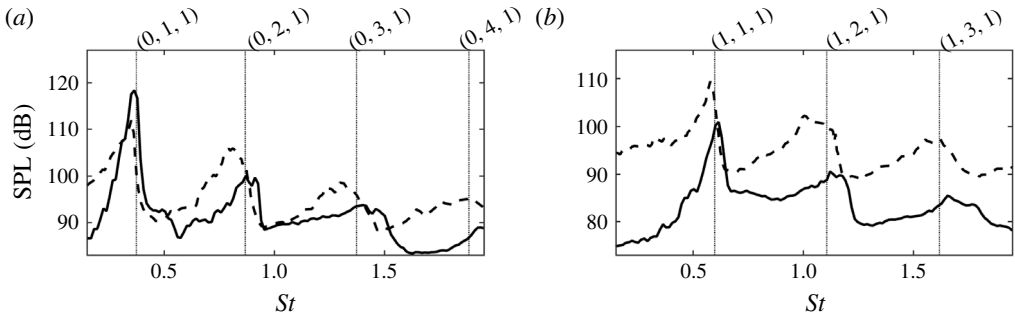 (a)
(0, 1, 1)
(0, 2, 1)
(0, 3, 1)
(0, 4, 1)
120
110
100
90
SPL (dB)
0.5
1.0
1.5
St
(b)
(1, 1, 1)
(1, 2, 1)
(1, 3, 1)
110
100
90
80
0.5
1.0
1.5
St